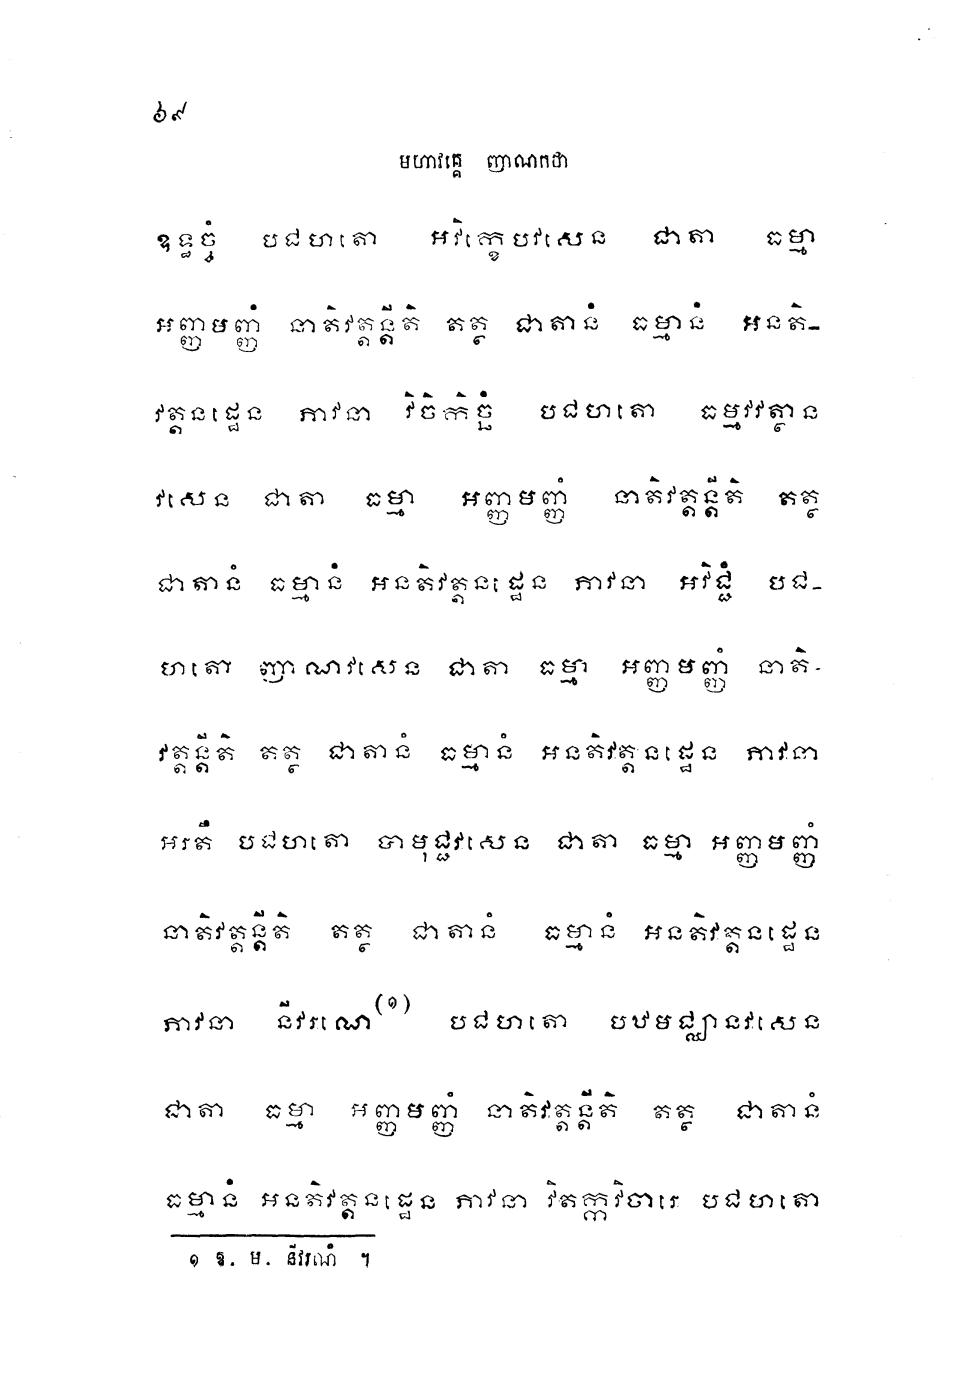 ៦៩
មហាវគ្គេ ញាណកថា
ឧទ្ធច្ចំ បជហតោ អវិក្ខេបវសេន ជាតា ធម្មា
អញ្ញមញ្ញំ នាតិវត្តន្តីតិ តត្ថ ជាតានំ ធម្មានំ អនតិ-
វត្តនដ្ឋេន ភាវនា វិចិកិច្ឆំ បជហតោ ធម្មវវត្ថាន
វសេន ជាតា ធម្មា អញ្ញមញ្ញំ នាតិវត្តន្តីតិ តត្ថ
ជាតានំ ធម្មានំ អនតិវត្តនដ្ឋេន ភាវនា អវិជ្ជំ បជ-
ហតោ ញាណវសេន ជាតា ធម្មា អញ្ញមញ្ញំ នាតិ-
វត្តន្តីតិ តត្ថ ជាតានំ ធម្មានំ អនតិវត្តនដ្ឋេន ភាវនា
អរតឹ បជហតោ បាមុជ្ជវសេន ជាតា ធម្មា អញ្ញមញ្ញំ
នាតិវត្តន្តីតិ តត្ថ ជាតានំ ធម្មានំ អនតិវត្តនដ្ឋេន
ភាវនា នីវរណេ(១) បជហតោ បឋមជ្ឈានវសេន
ជាតា ធម្មា អញ្ញមញ្ញំ នាតិវត្តន្តីតិ តត្ថ ជាតានំ
ធម្មានំ អនតិវត្តនដ្ឋេន ភាវនា វិតក្កវិចារេ បជហតោ
១ ឱ. ម. នីវរណំ ។